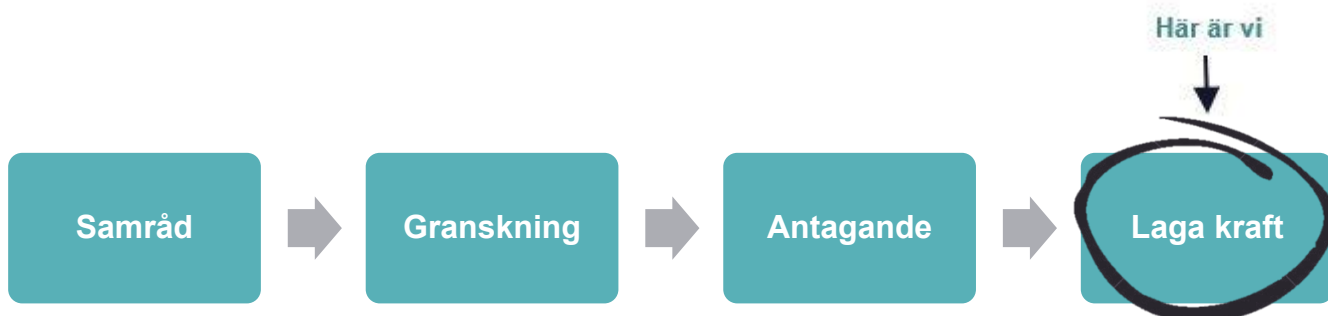 Här är vi
Samråd
Granskning
Antagande
Laga kraft